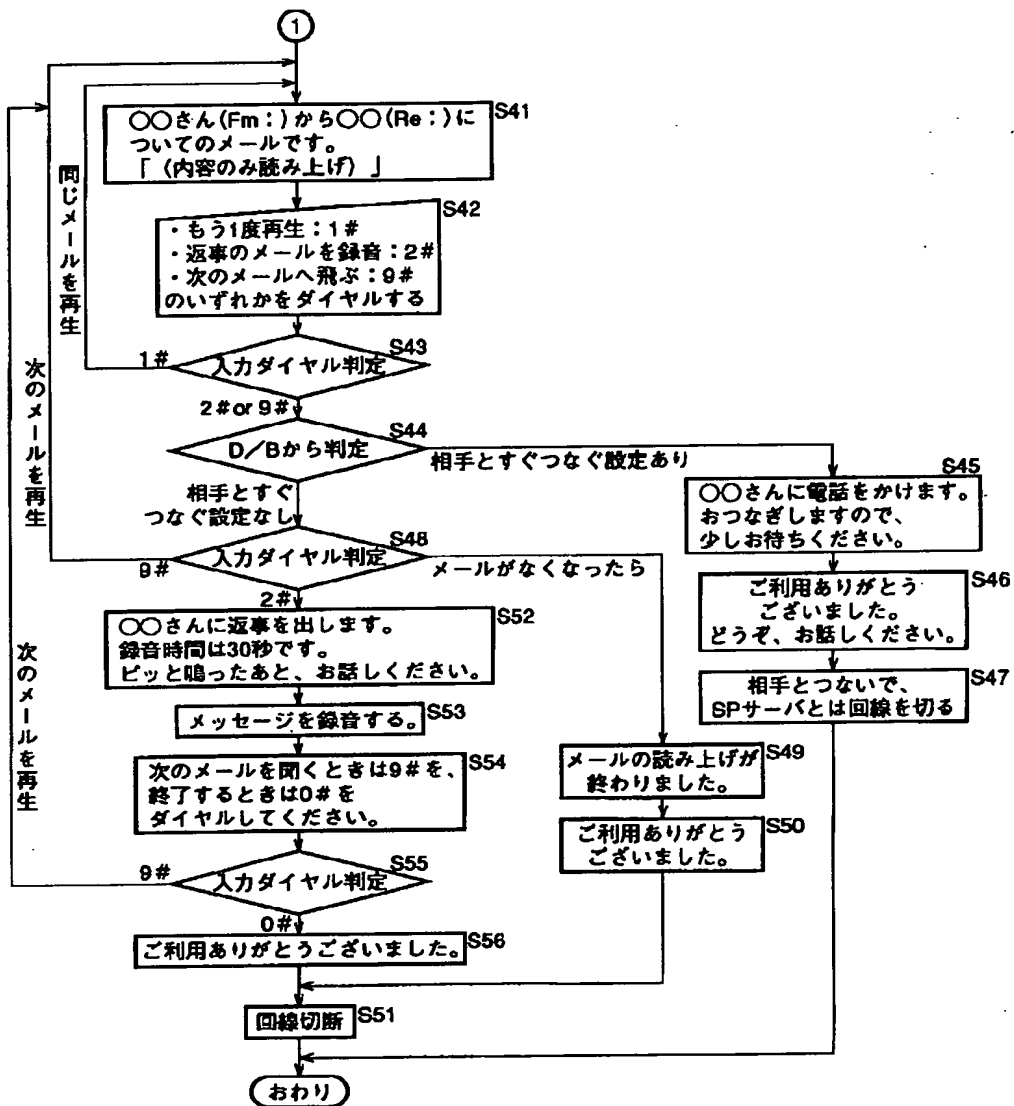 1
〇〇さん(Fm:)から〇〇(Re:)に
ついてのメールです。
「(内容のみ読み上げ)」
S41
・もう1度再生:1#
・返事のメールを録音:2#
・次のメールへ飛ぶ:9#
のいずれかをダイヤルする
S42
同じメールを再生
入力ダイヤル判定
S43
1#
2#or 9#
次のメールを再生
D/Bから判定
S44
相手とすぐつなぐ設定あり
相手とすぐ
つなぐ設定なし
〇〇さんに電話をかけます。
おつなぎしますので、
少しお待ちください。
S45
入力ダイヤル判定
S48
9#
メールがなくなったら
2#
ご利用ありがとう
ございました。
どうぞ、お話しください。
S46
〇〇さんに返事を出します。
録音時間は30秒です。
ピッと鳴ったあと、お話しください。
S52
次のメールを再生
相手とつないで、
SPサーバとは回線を切る
S47
メッセージを録音する。
S53
メールの読み上げが
終わりました。
S49
次のメールを聞くときは9#を、
終了するときは0#を
ダイヤルしてください。
S54
ご利用ありがとう
ございました。
S50
入力ダイヤル判定
S55
9#
0#
ご利用ありがとうございました。
S56
回線切断
S51
おわり